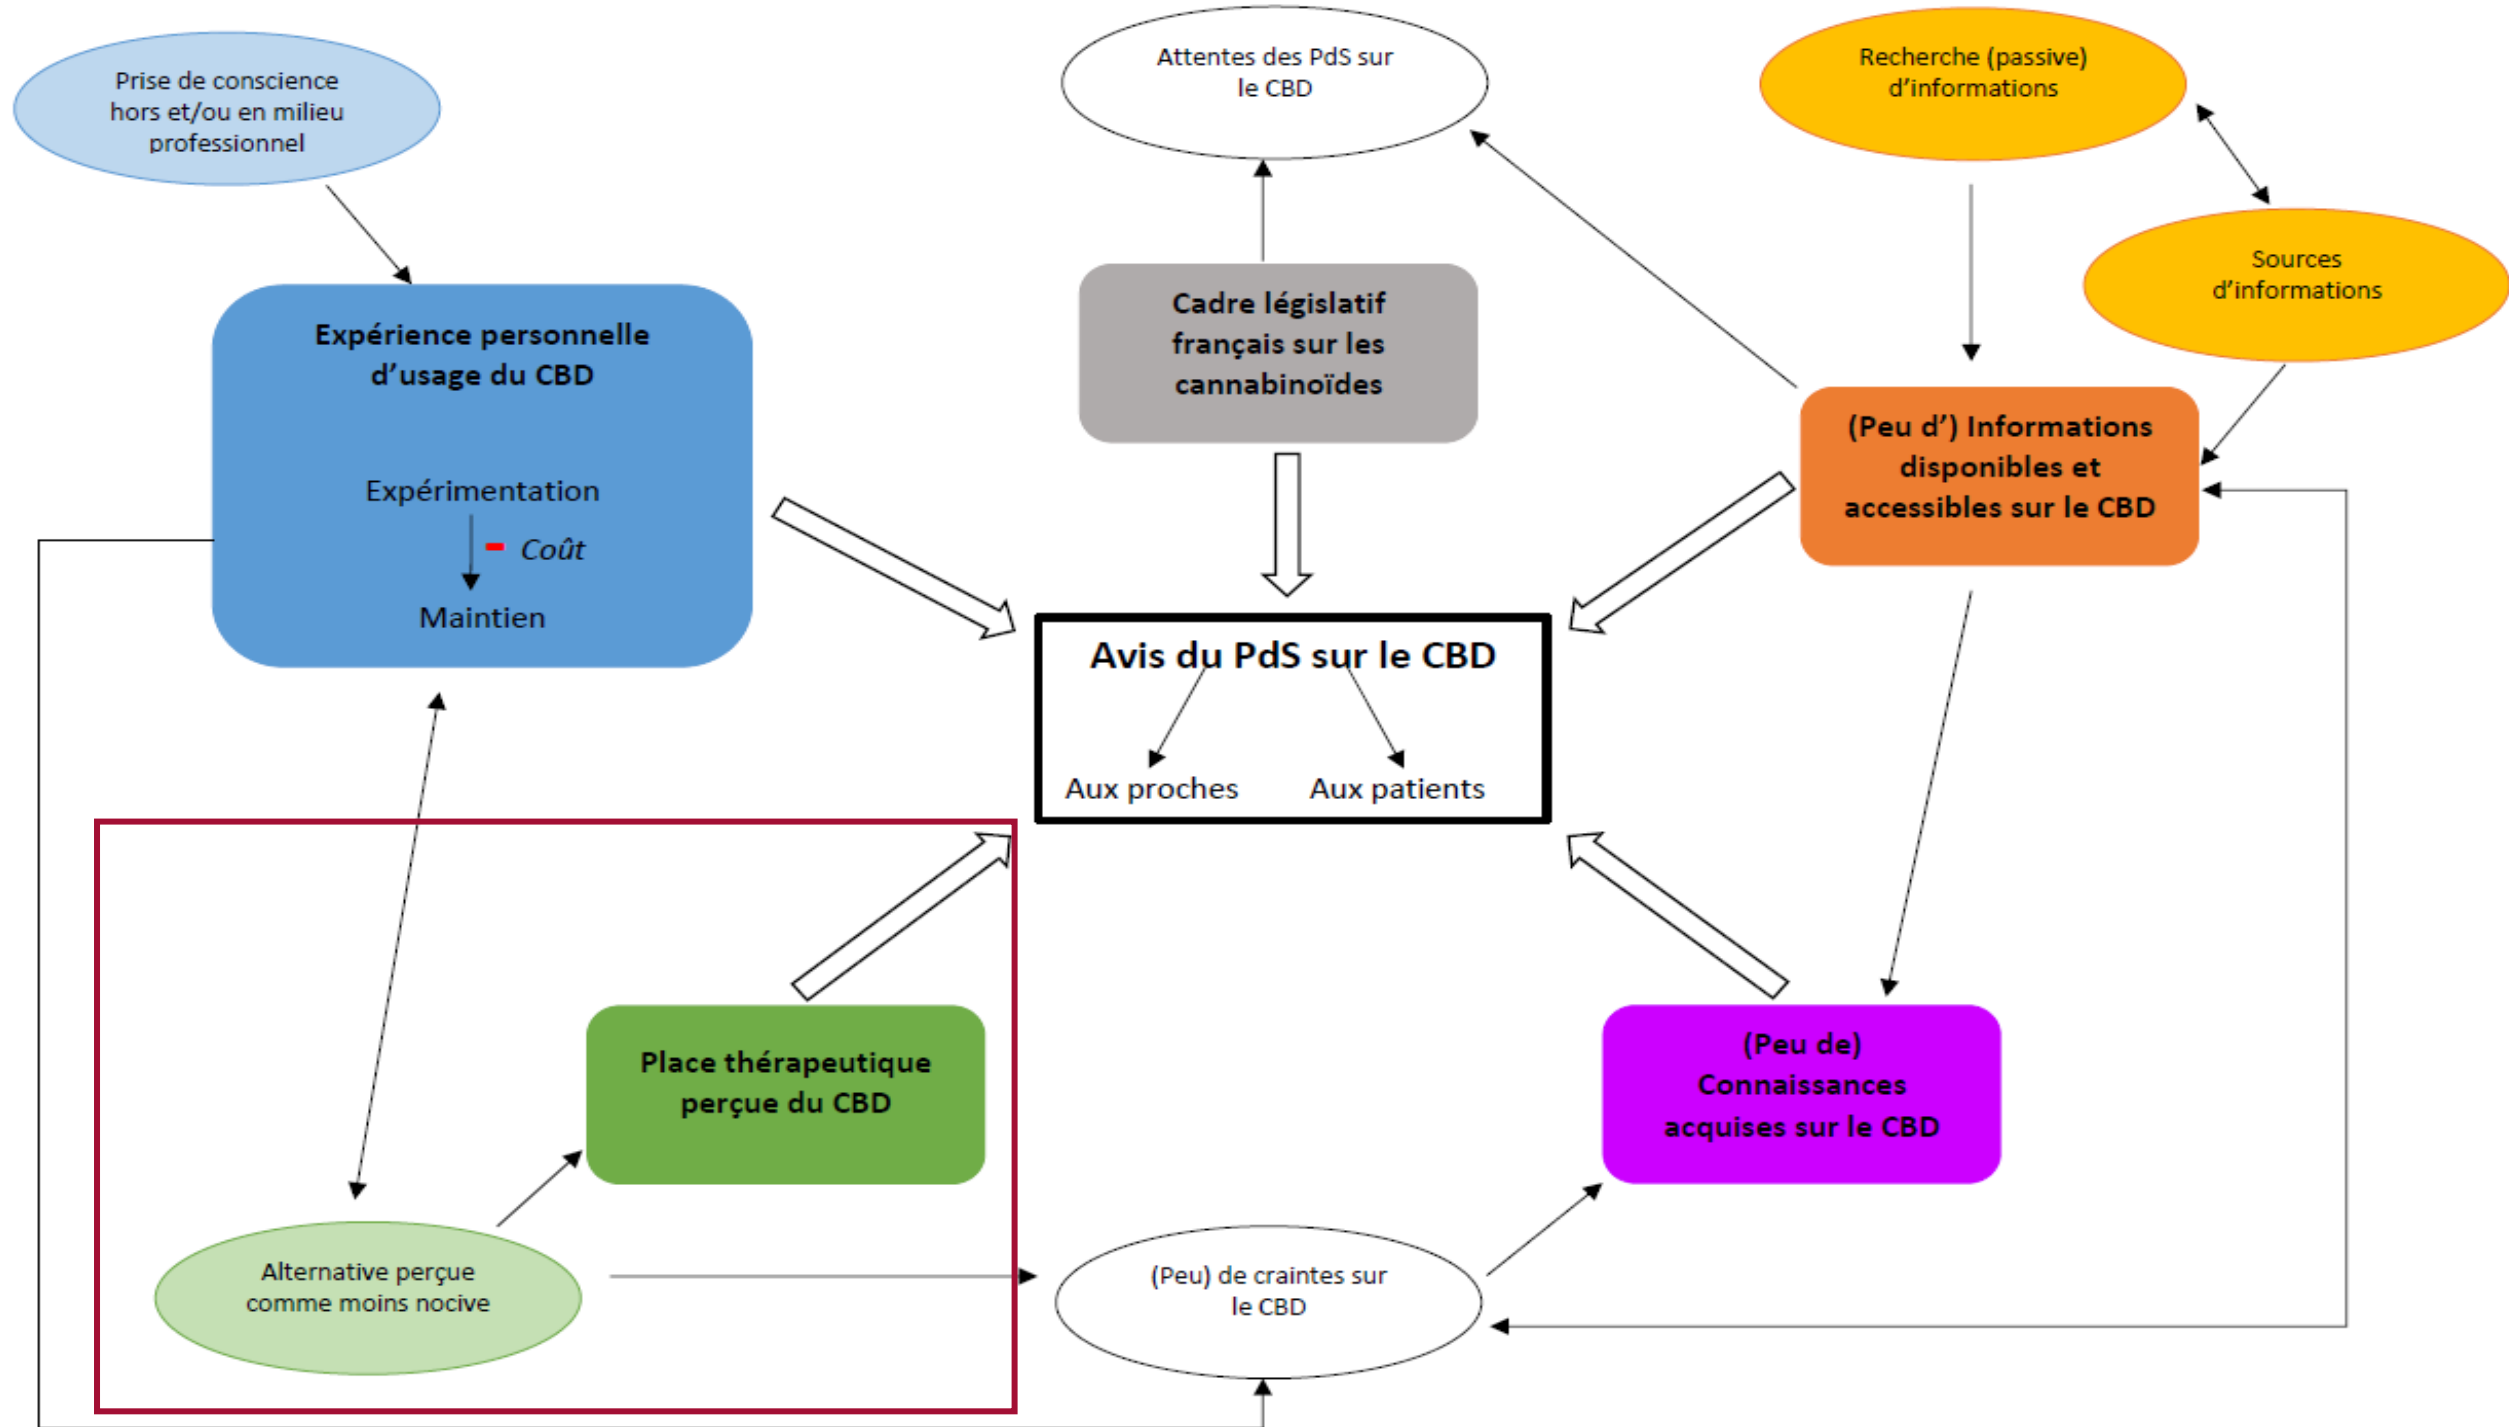 Prise de conscience
hors et/ou en milieu
professionnel
Attentes des PdS sur
le CBD
Recherche (passive)
d’informations
Sources
d’informations
Expérience personnelle
d’usage du CBD
Expérimentation
- Coût
Maintien
Cadre législatif
français sur les
cannabinoïdes
(Peu d’) Informations
disponibles et
accessibles sur le CBD
Avis du PdS sur le CBD
Aux proches Aux patients
Place thérapeutique
perçue du CBD
(Peu de)
Connaissances
acquises sur le CBD
Alternative perçue
comme moins nocive
(Peu) de craintes sur
le CBD